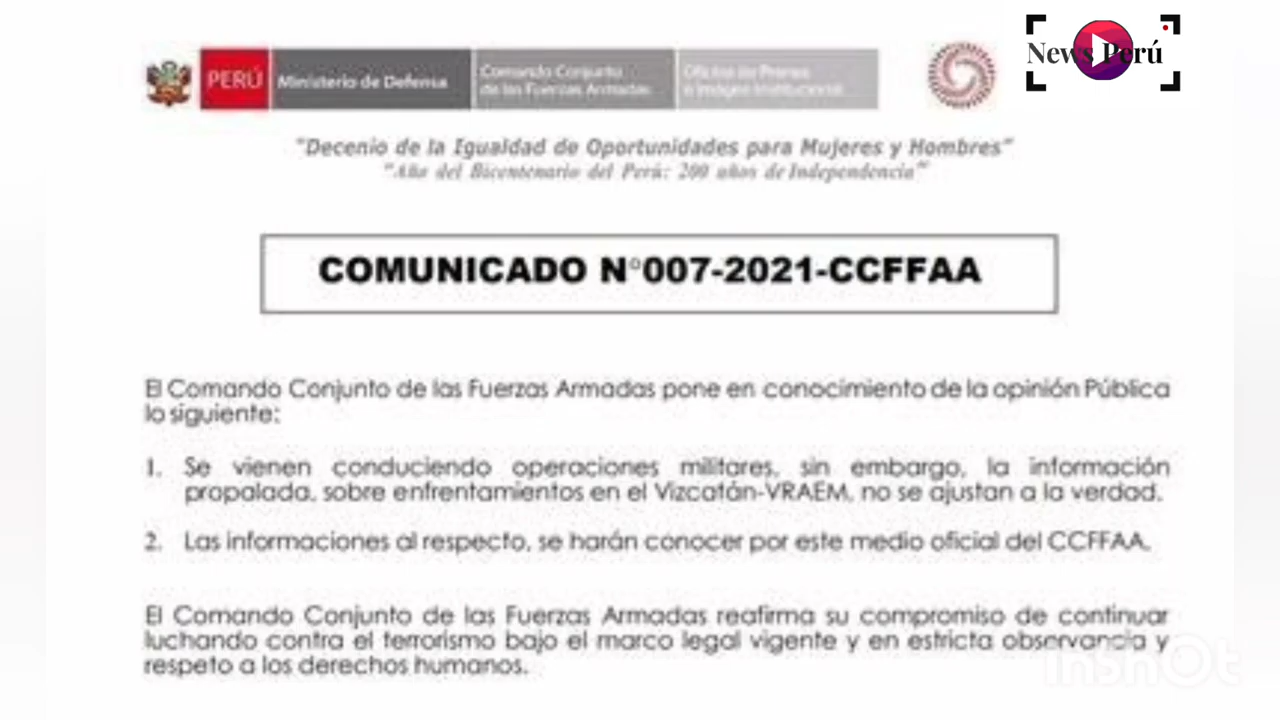 News Perú
PERÚ
Ministerio de Defensa
Comando Conjunto
de las Fuerzas Armadas
Oficina de Prensa
e Imagen Institucional
"Decenio de la Igualdad de Oportunidades para Mujeres y Hombres"
"Año del Bicentenario del Perú: 200 años de Independencia"
COMUNICADO N°007-2021-CCFFAA
El Comando Conjunto de las Fuerzas Armadas pone en conocimiento de la opinión Pública
lo siguiente:
1. Se vienen conduciendo operaciones militares, sin embargo, la información
propalada, sobre enfrentamientos en el Vizcatán-VRAEM, no se ajustan a la verdad.
2. Las informaciones al respecto, se harán conocer por este medio oficial del CCFFAA.
El Comando Conjunto de las Fuerzas Armadas reafirma su compromiso de continuar
luchando contra el terrorismo bajo el marco legal vigente y en estricta observancia y
respeto a los derechos humanos.
InShOt